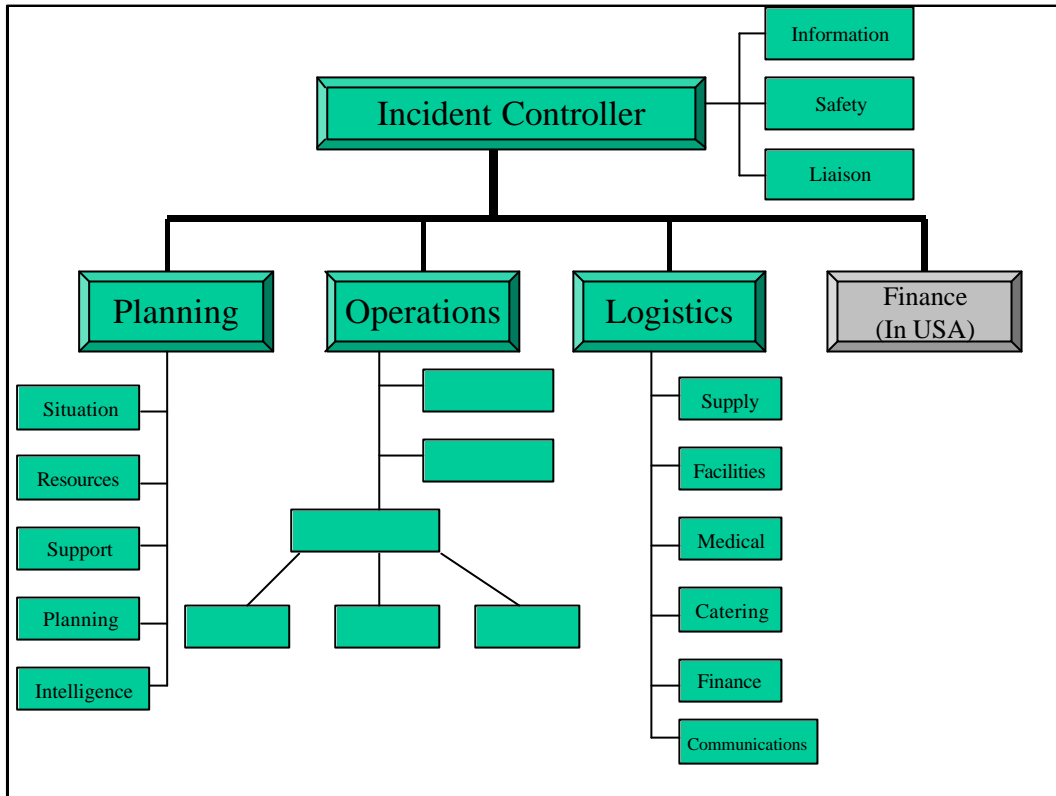 Information
Incident Controller
Safety
Liaison
Planning
Operations
Logistics
Finance
(In USA)
Situation
Resources
Support
Planning
Intelligence
Supply
Facilities
Medical
Catering
Finance
Communications